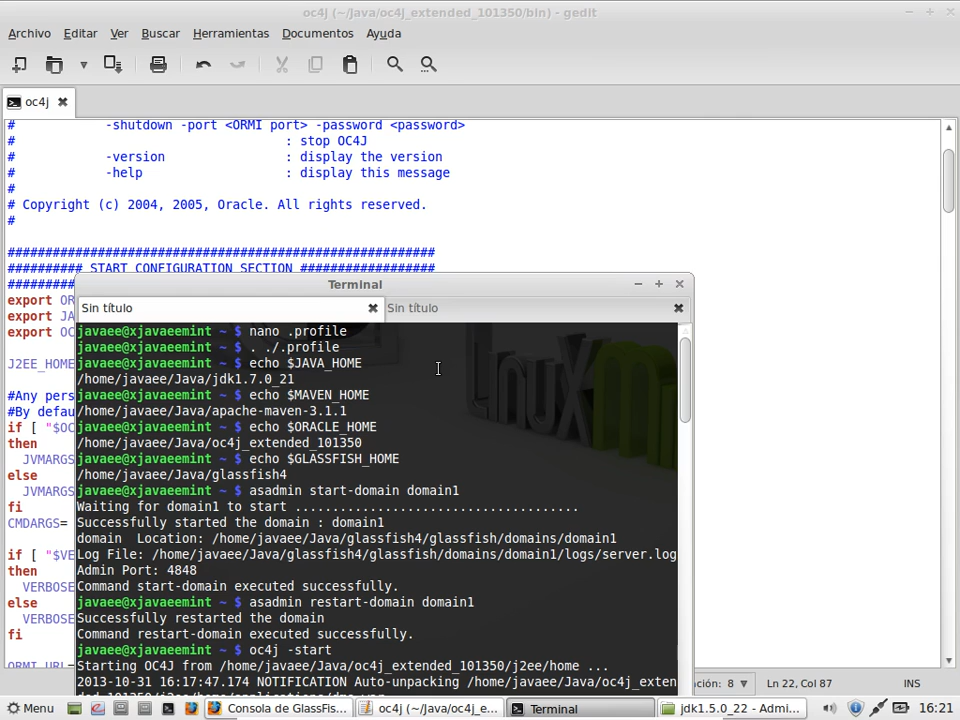 oc4j (~/Java/oc4j_extended_101350/bin) - gedit
Archivo Editar Ver Buscar Herramientas Documentos Ayuda
oc4j
# -shutdown -port <ORMI port> -password <password>
# : stop OC4J
# -version : display the version
# -help : display this message
#
# Copyright (c) 2004, 2005, Oracle. All rights reserved.
#
#########################################################
########## START CONFIGURATION SECTION ##################
#########
export OR
export JA
export OC
J2EE_HOME
#Any pers
#By defau
if [ "$OC
then
JVMARGS
else
JVMARGS
fi
CMDARGS=
if [ "$VE
then
VERBOSE
else
VERBOSE
fi
ORMI_URL=
Terminal
Sin título Sin título
javaee@xjavaeemint ~ $ nano .profile
javaee@xjavaeemint ~ $ . ./.profile
javaee@xjavaeemint ~ $ echo $JAVA_HOME
/home/javaee/Java/jdk1.7.0_21
javaee@xjavaeemint ~ $ echo $MAVEN_HOME
/home/javaee/Java/apache-maven-3.1.1
javaee@xjavaeemint ~ $ echo $ORACLE_HOME
/home/javaee/Java/oc4j_extended_101350
javaee@xjavaeemint ~ $ echo $GLASSFISH_HOME
/home/javaee/Java/glassfish4
javaee@xjavaeemint ~ $ asadmin start-domain domain1
Waiting for domain1 to start ......................................
Successfully started the domain : domain1
domain  Location: /home/javaee/Java/glassfish4/glassfish/domains/domain1
Log File: /home/javaee/Java/glassfish4/glassfish/domains/domain1/logs/server.log
Admin Port: 4848
Command start-domain executed successfully.
javaee@xjavaeemint ~ $ asadmin restart-domain domain1
Successfully restarted the domain
Command restart-domain executed successfully.
javaee@xjavaeemint ~ $ oc4j -start
Starting OC4J from /home/javaee/Java/oc4j_extended_101350/j2ee/home ...
2013-10-31 16:17:47.174 NOTIFICATION Auto-unpacking /home/javaee/Java/oc4j_exten
Linuxm
ación: 8 Ln 22, Col 87 INS
Menu Consola de GlassFis... oc4j (~/Java/oc4j_e... Terminal jdk1.5.0_22 - Admi... 16:21